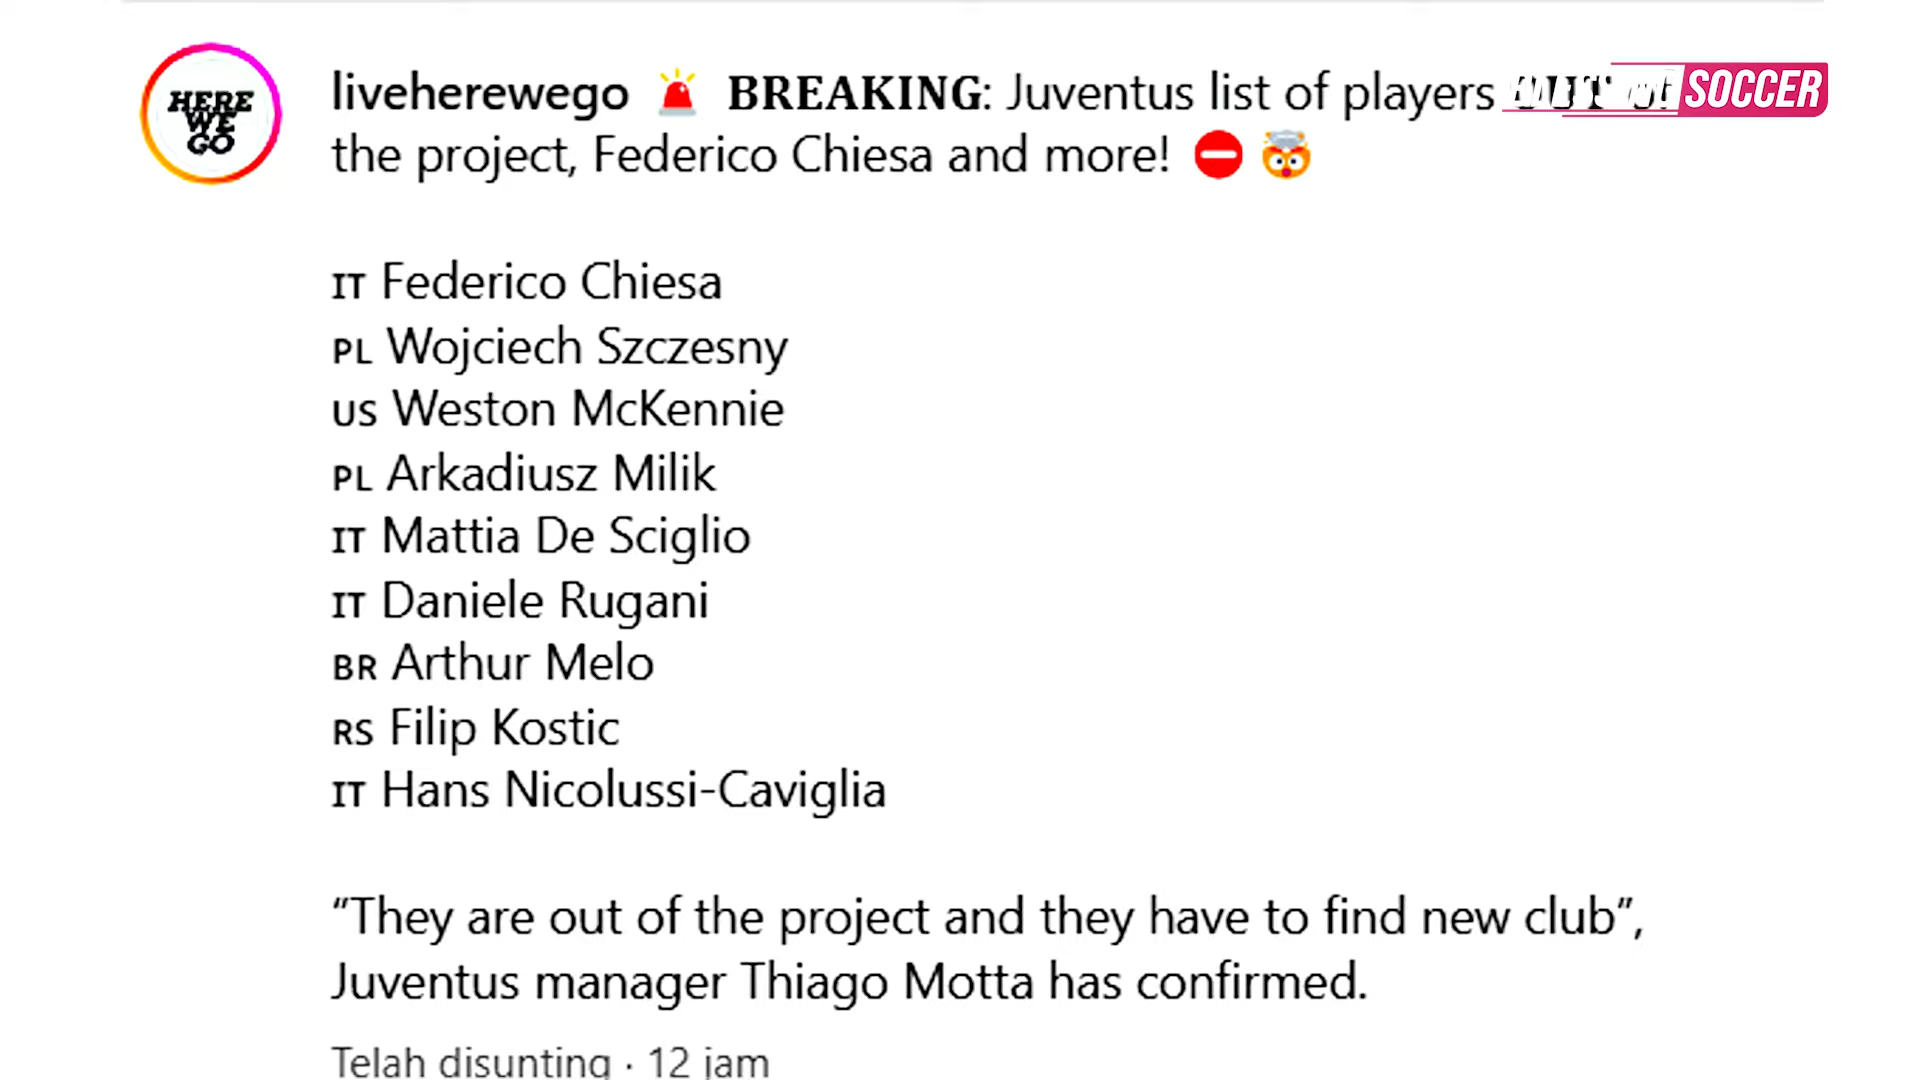 HERE
WE
GO
liveherewego 🚨 BREAKING: Juventus list of players OUT of
SOCCER
the project, Federico Chiesa and more! ⛔ 🤯
IT Federico Chiesa
PL Wojciech Szczesny
US Weston McKennie
PL Arkadiusz Milik
IT Mattia De Sciglio
IT Daniele Rugani
BR Arthur Melo
RS Filip Kostic
IT Hans Nicolussi-Caviglia
“They are out of the project and they have to find new club”,
Juventus manager Thiago Motta has confirmed.
Telah disunting · 12 jam